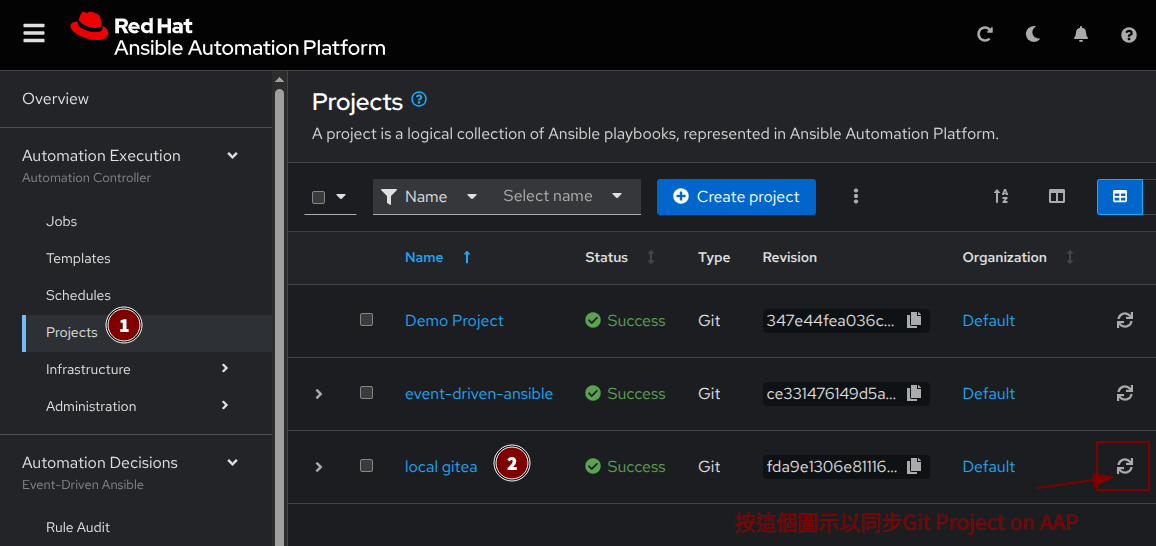 Red Hat
Ansible Automation Platform
Overview
Automation Execution
Automation Controller
Jobs
Templates
Schedules
Projects 1
Infrastructure
Administration
Automation Decisions
Event-Driven Ansible
Rule Audit
Projects
A project is a logical collection of Ansible playbooks, represented in Ansible Automation Platform.
Name Select name Create project
Name Status Type Revision Organization
Demo Project Success Git 347e44fea036c... Default
event-driven-ansible Success Git ce331476149d5a... Default
local gitea 2 Success Git fda9e1306e81116... Default
按這個圖示以同步Git Project on AAP